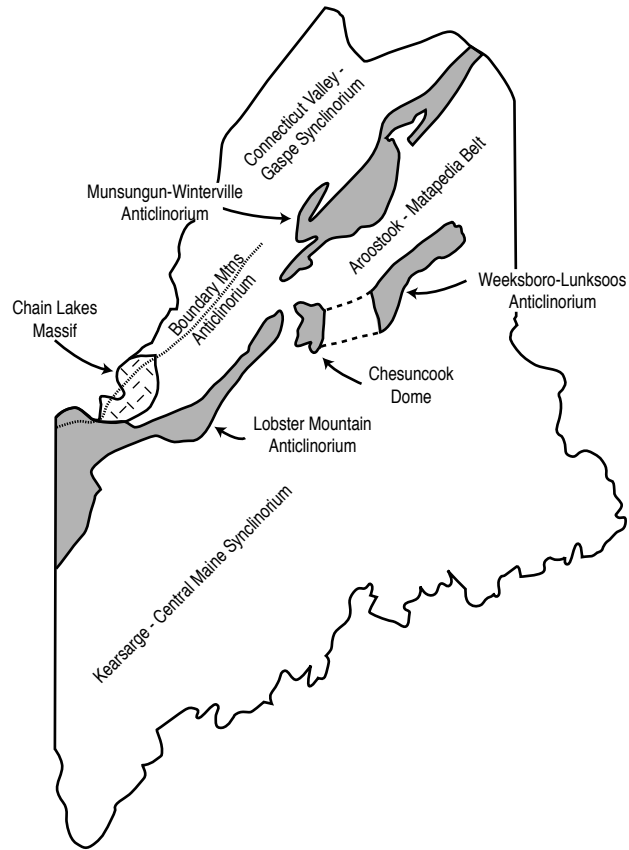 Connecticut Valley -
Gaspe Synclinorium
Munsungun-Winterville
Anticlinorium
Aroostook - Matapedia Belt
Boundary Mtns
Anticlinorium
Weeksboro-Lunksoos
Anticlinorium
Chain Lakes
Massif
Chesuncook
Dome
Lobster Mountain
Anticlinorium
Kearsarge - Central Maine Synclinorium